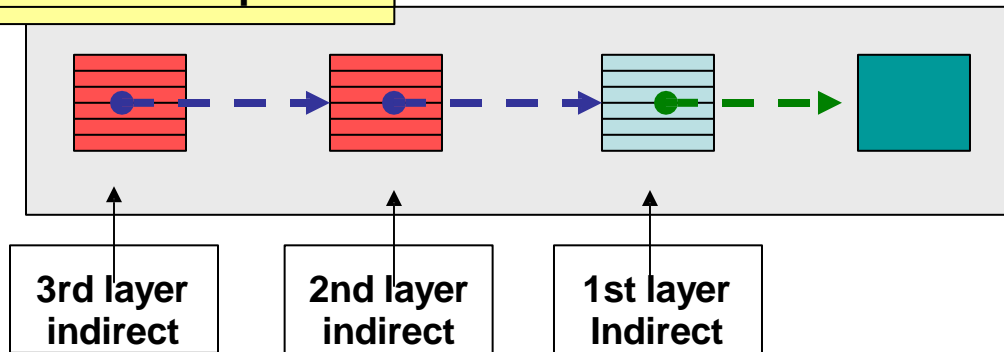 3rd layer
indirect
2nd layer
indirect
1st layer
Indirect